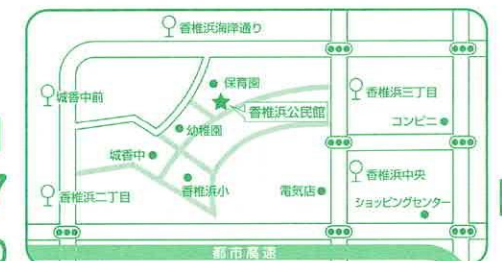 香椎浜海岸通り
保育園
城香中前
香椎浜三丁目
香椎浜公民館
コンビニ
幼稚園
城香中
香椎浜中央
香椎浜小
香椎浜二丁目
電気店
ショッピングセンター
都市高速